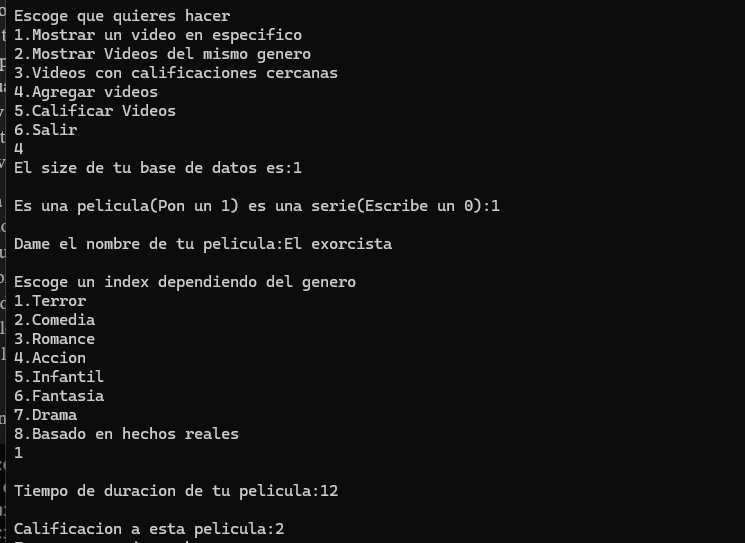 Escoge que quieres hacer
1.Mostrar un video en especifico
2.Mostrar Videos del mismo genero
3.Videos con calificaciones cercanas
4.Agregar videos
5.Calificar Videos
6.Salir
4
El size de tu base de datos es:1
Es una pelicula(Pon un 1) es una serie(Escribe un 0):1
Dame el nombre de tu pelicula:El exorcista
Escoge un index dependiendo del genero
1.Terror
2.Comedia
3.Romance
4.Accion
5.Infantil
6.Fantasia
7.Drama
8.Basado en hechos reales
1
Tiempo de duracion de tu pelicula:12
Calificacion a esta pelicula:2